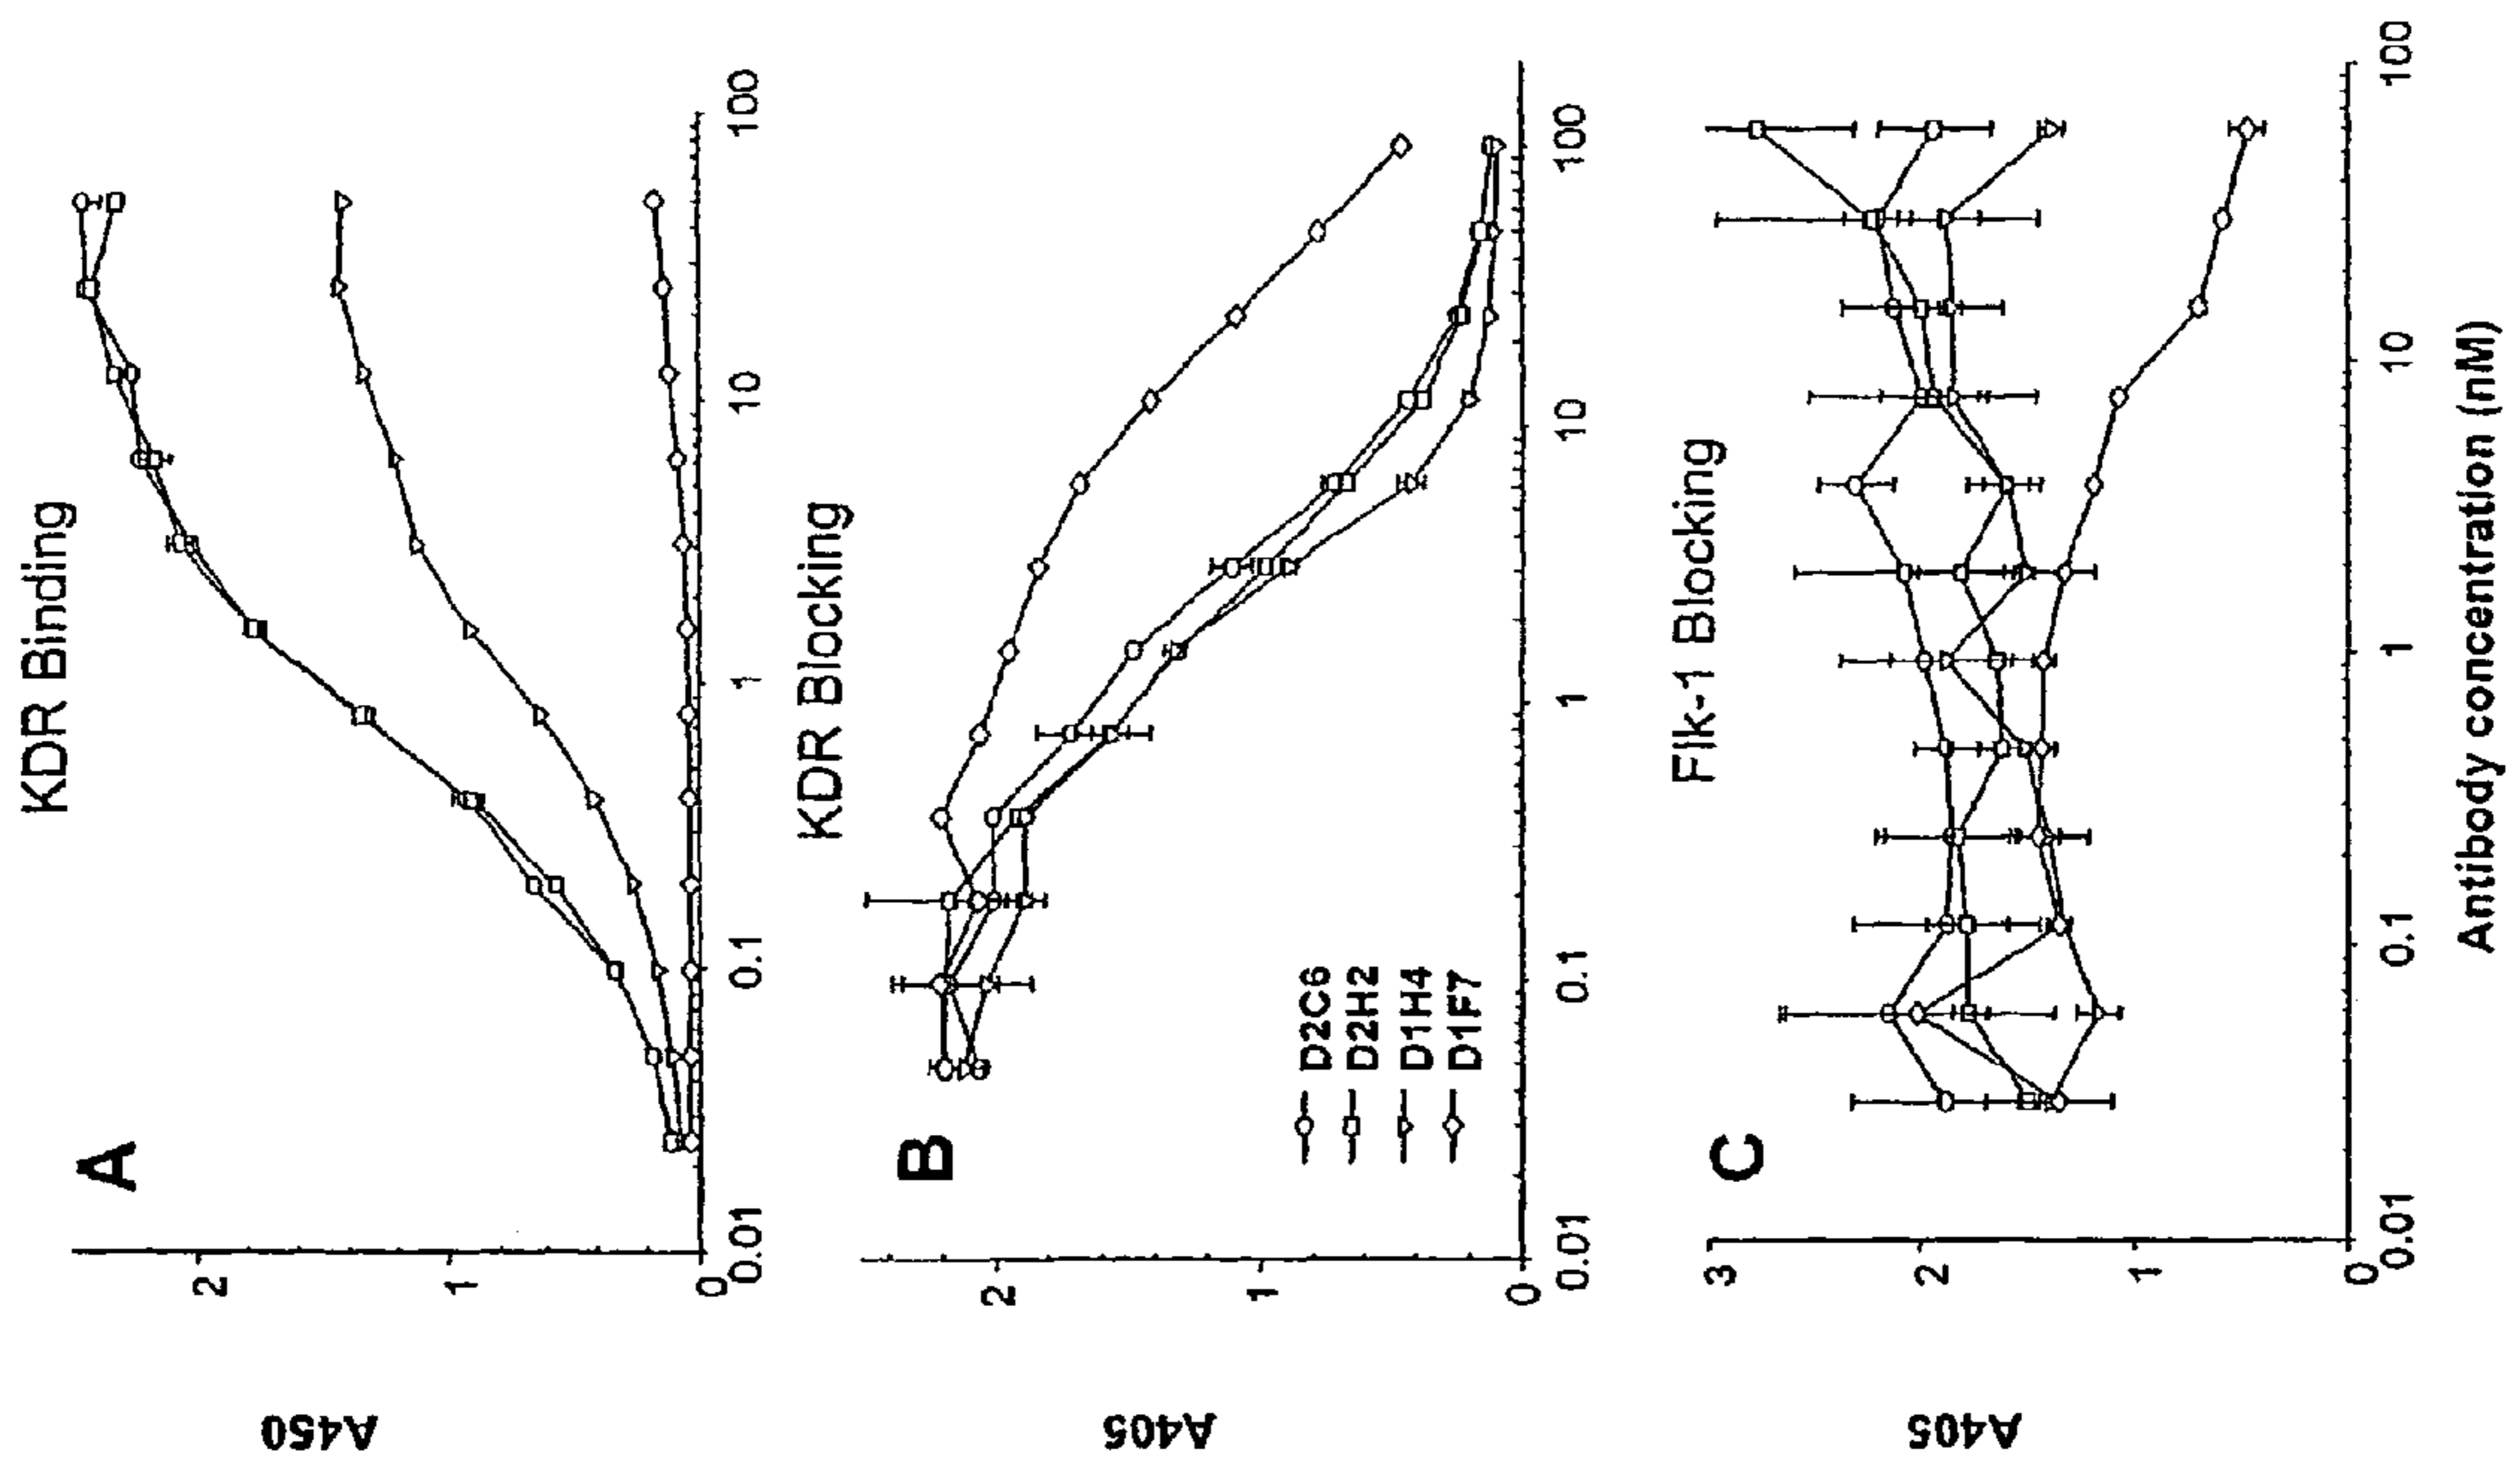 KDR Binding
A
A450
2
1
0
0.01
0.1
1
10
100
KDR Blocking
B
A405
2
1
0
D2C6
D2H2
D1H4
D1F7
0.01
0.1
1
10
100
Flk-1 Blocking
C
A405
3
2
1
0
0.01
0.1
1
10
100
Antibody concentration (nM)